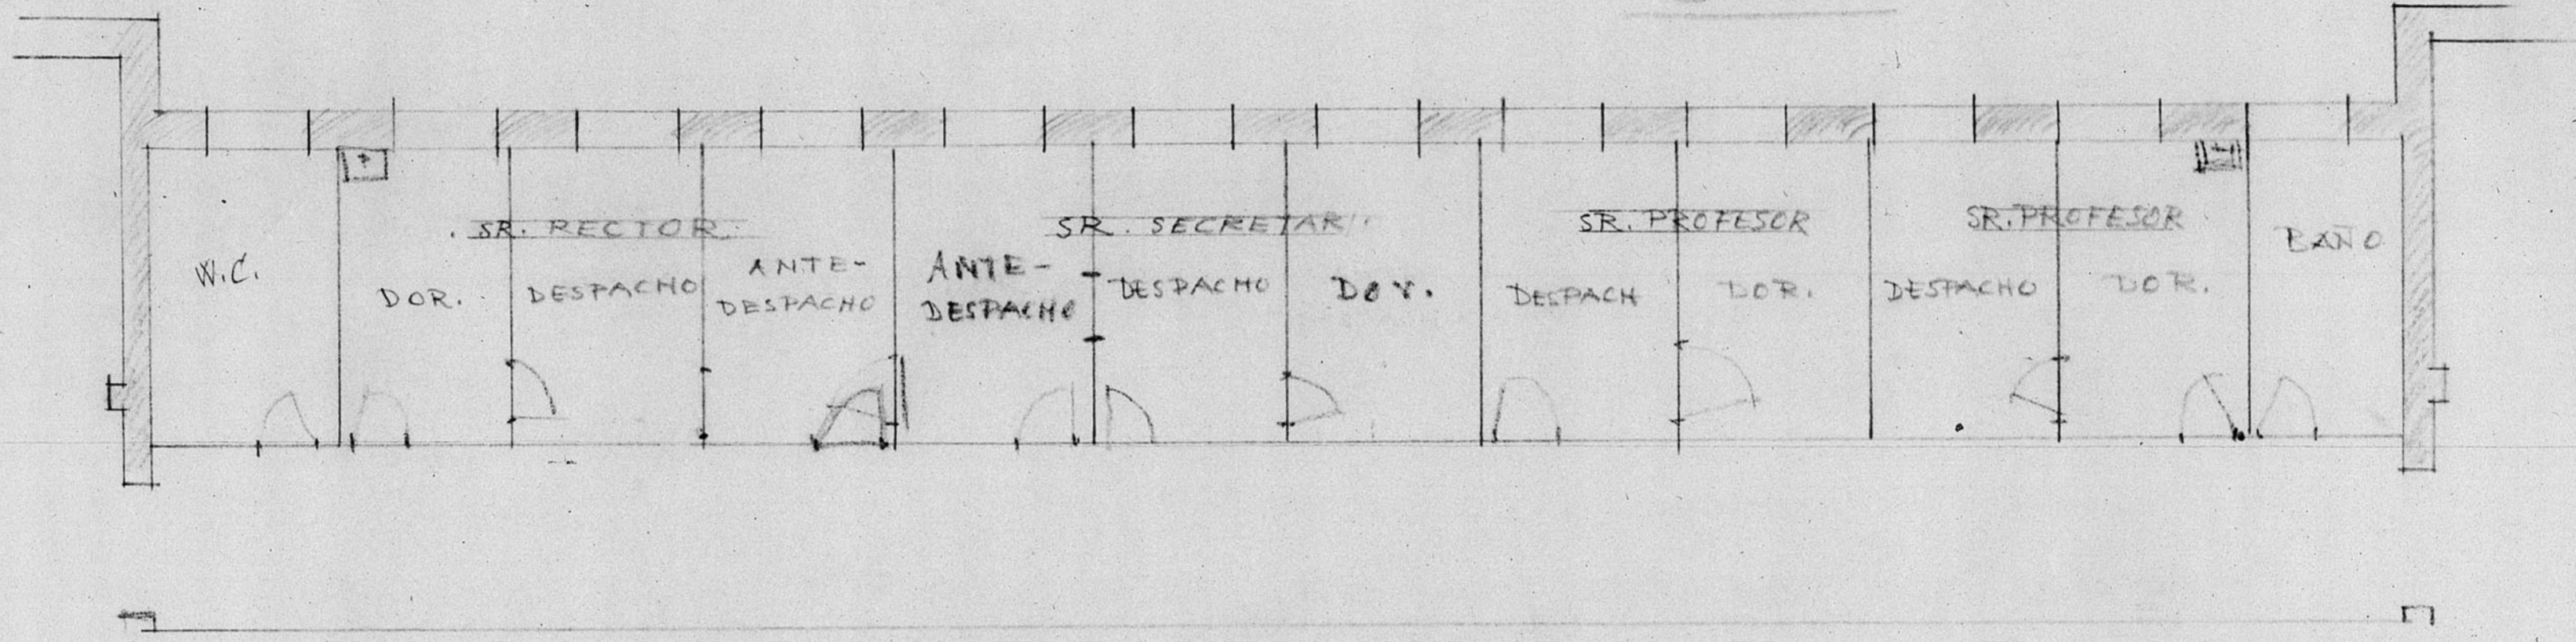 SR. RECTOR
SR. SECRETAR
SR. PROFESOR
SR. PROFESOR
W.C.
DOR.
DESPACHO
ANTE-
DESPACHO
ANTE-
DESPACHO
DESPACHO
DOR.
DESPACH
DOR.
DESPACHO
DOR.
BAÑO